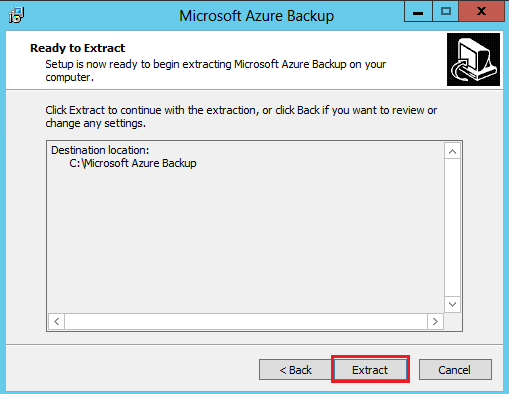 Microsoft Azure Backup
Ready to Extract
Setup is now ready to begin extracting Microsoft Azure Backup on your
computer.
Click Extract to continue with the extraction, or click Back if you want to review or
change any settings.
Destination location:
C:\Microsoft Azure Backup
< Back
Extract
Cancel